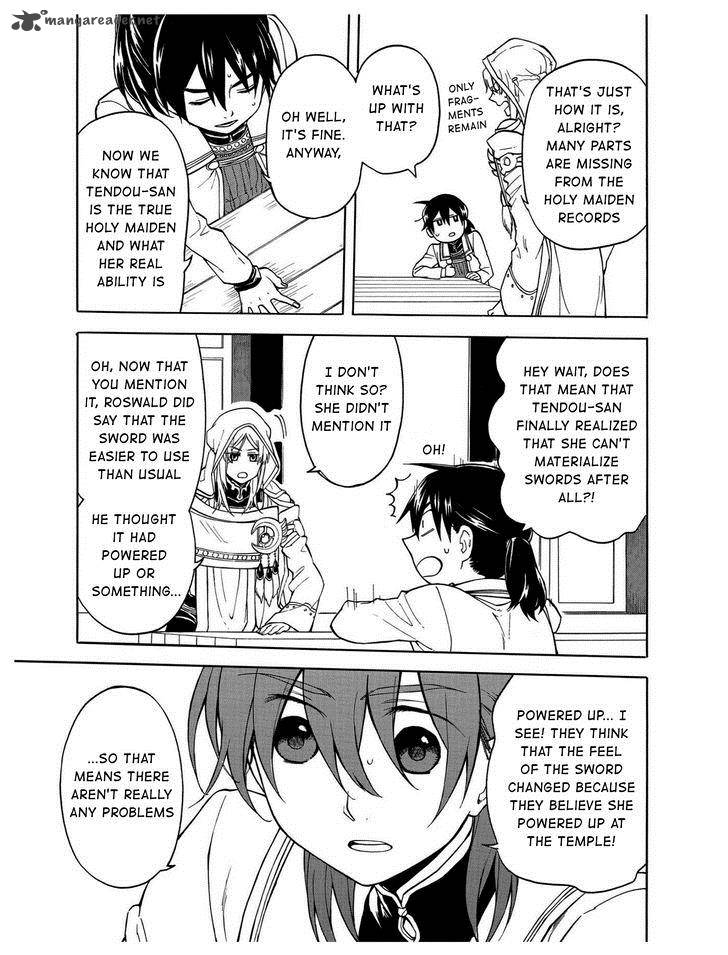 mangareader.net
THAT'S JUST
HOW IT IS,
ALRIGHT?
MANY PARTS
ARE MISSING
FROM THE
HOLY MAIDEN
RECORDS
ONLY
FRAG-
MENTS
REMAIN
WHAT'S
UP WITH
THAT?
OH WELL,
IT'S FINE.
ANYWAY,
NOW WE
KNOW THAT
TENDOU-SAN
IS THE TRUE
HOLY MAIDEN
AND WHAT
HER REAL
ABILITY IS
HEY WAIT, DOES
THAT MEAN THAT
TENDOU-SAN
FINALLY REALIZED
THAT SHE CAN'T
MATERIALIZE
SWORDS AFTER
ALL?!
OH!
I DON'T
THINK SO?
SHE DIDN'T
MENTION IT
OH, NOW THAT
YOU MENTION
IT, ROSWALD DID
SAY THAT THE
SWORD WAS
EASIER TO USE
THAN USUAL
HE THOUGHT
IT HAD
POWERED
UP OR
SOMETHING...
POWERED UP... I
SEE! THEY THINK
THAT THE FEEL
OF THE SWORD
CHANGED BECAUSE
THEY BELIEVE SHE
POWERED UP AT
THE TEMPLE!
...SO THAT
MEANS THERE
AREN'T REALLY
ANY PROBLEMS